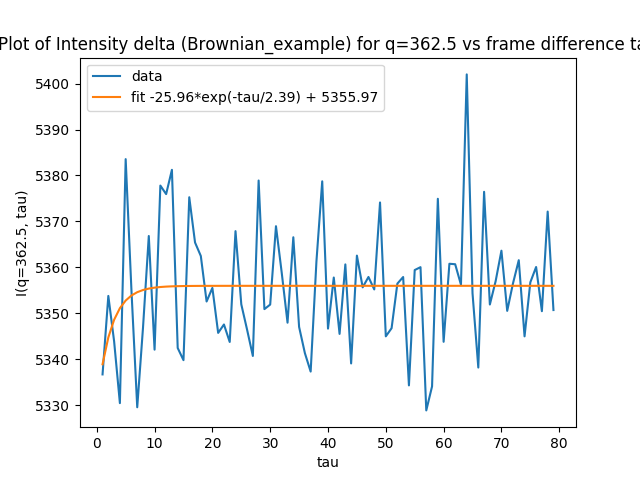 Plot of Intensity delta (Brownian_example) for q=362.5 vs frame difference ta
data
fit -25.96*exp(-tau/2.39) + 5355.97
I(q=362.5, tau)
5400
5390
5380
5370
5360
5350
5340
5330
0 10 20 30 40 50 60 70 80
tau